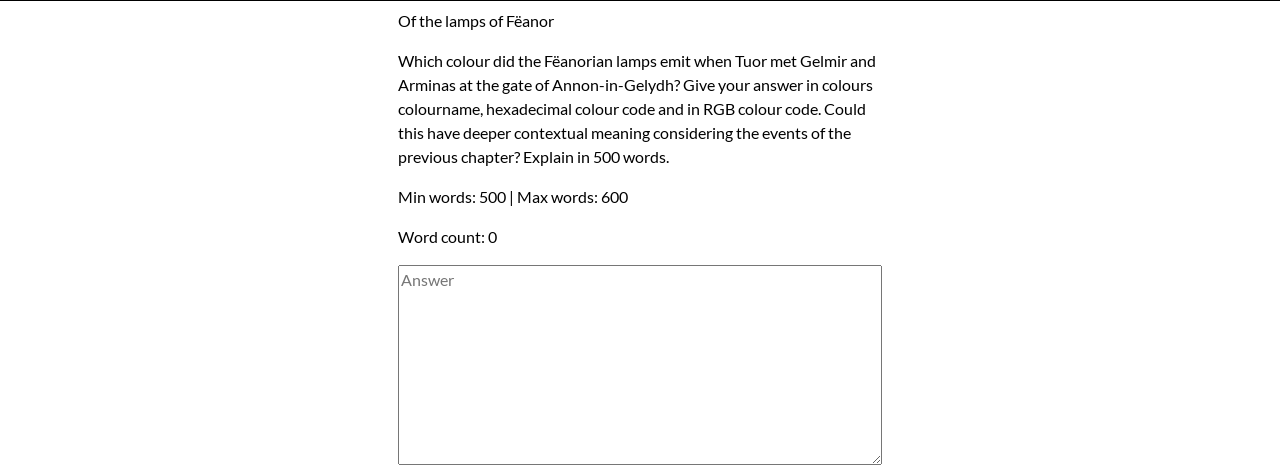 Of the lamps of Fëanor
Which colour did the Fëanorian lamps emit when Tuor met Gelmir and
Arminas at the gate of Annon-in-Gelydh? Give your answer in colours
colourname, hexadecimal colour code and in RGB colour code. Could
this have deeper contextual meaning considering the events of the
previous chapter? Explain in 500 words.
Min words: 500 | Max words: 600
Word count: 0
Answer